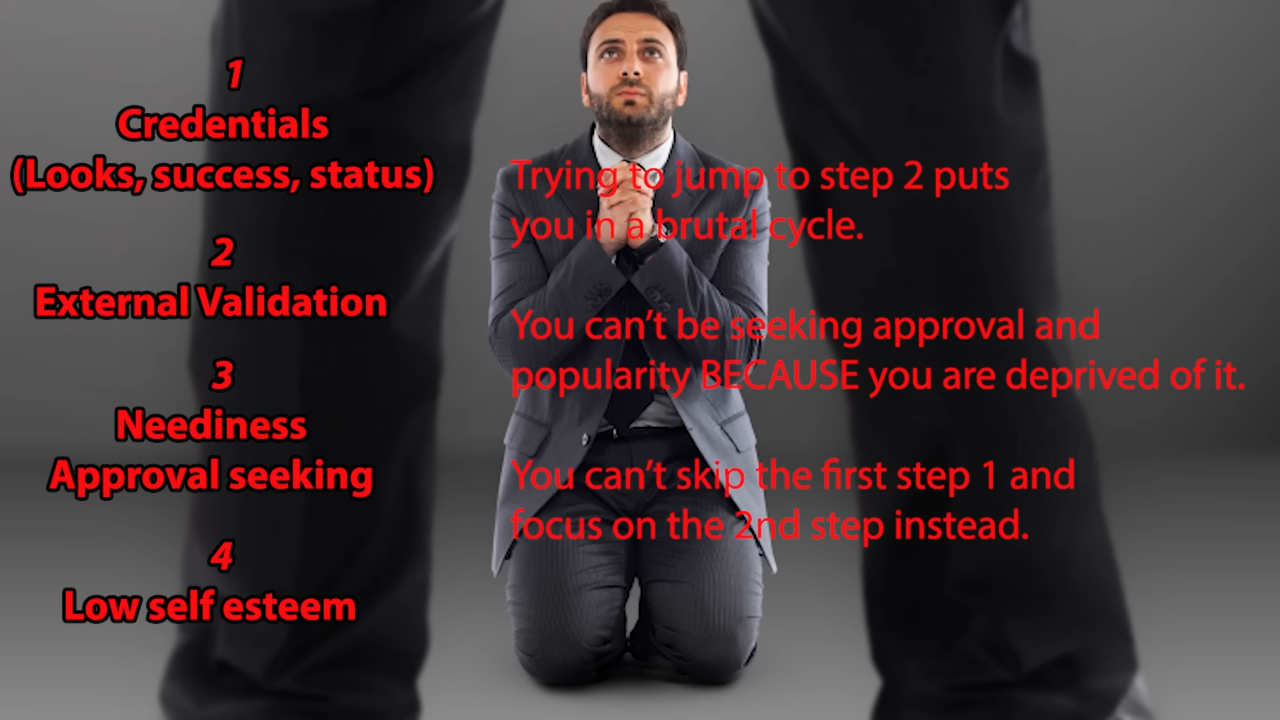 1
Credentials
(Looks, success, status)
2
External Validation
3
Neediness
Approval seeking
4
Low self esteem
Trying to jump to step 2 puts
you in a brutal cycle.
You can't be seeking approval and
popularity BECAUSE you are deprived of it.
You can't skip the first step 1 and
focus on the 2nd step instead.